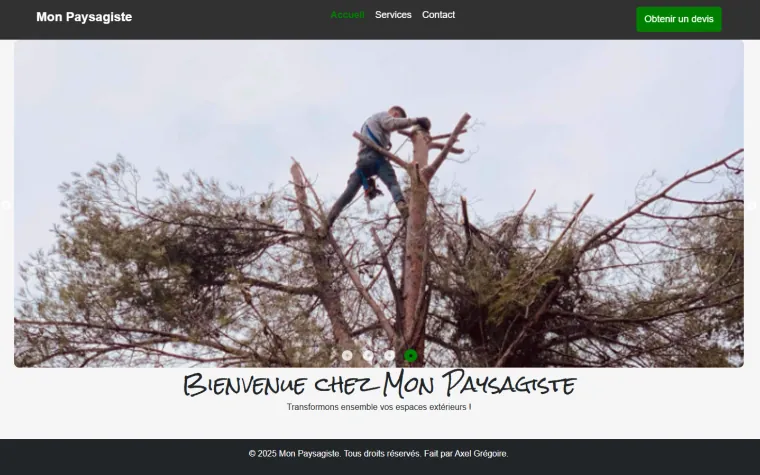 Mon Paysagiste
Accueil Services Contact
Obtenir un devis
Bienvenue chez Mon Paysagiste
Transformons ensemble vos espaces extérieurs !
© 2025 Mon Paysagiste. Tous droits réservés. Fait par Axel Grégoire.